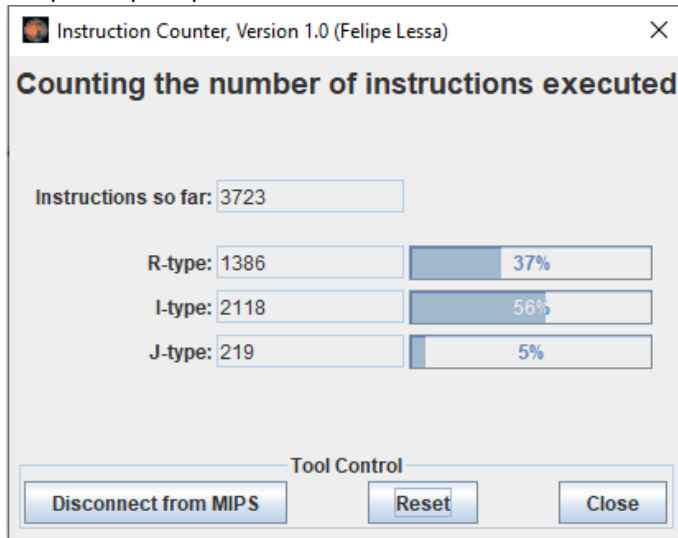 Instruction Counter, Version 1.0 (Felipe Lessa)
Counting the number of instructions executed
Instructions so far: 3723
R-type: 1386 37%
I-type: 2118 56%
J-type: 219 5%
Tool Control
Disconnect from MIPS Reset Close